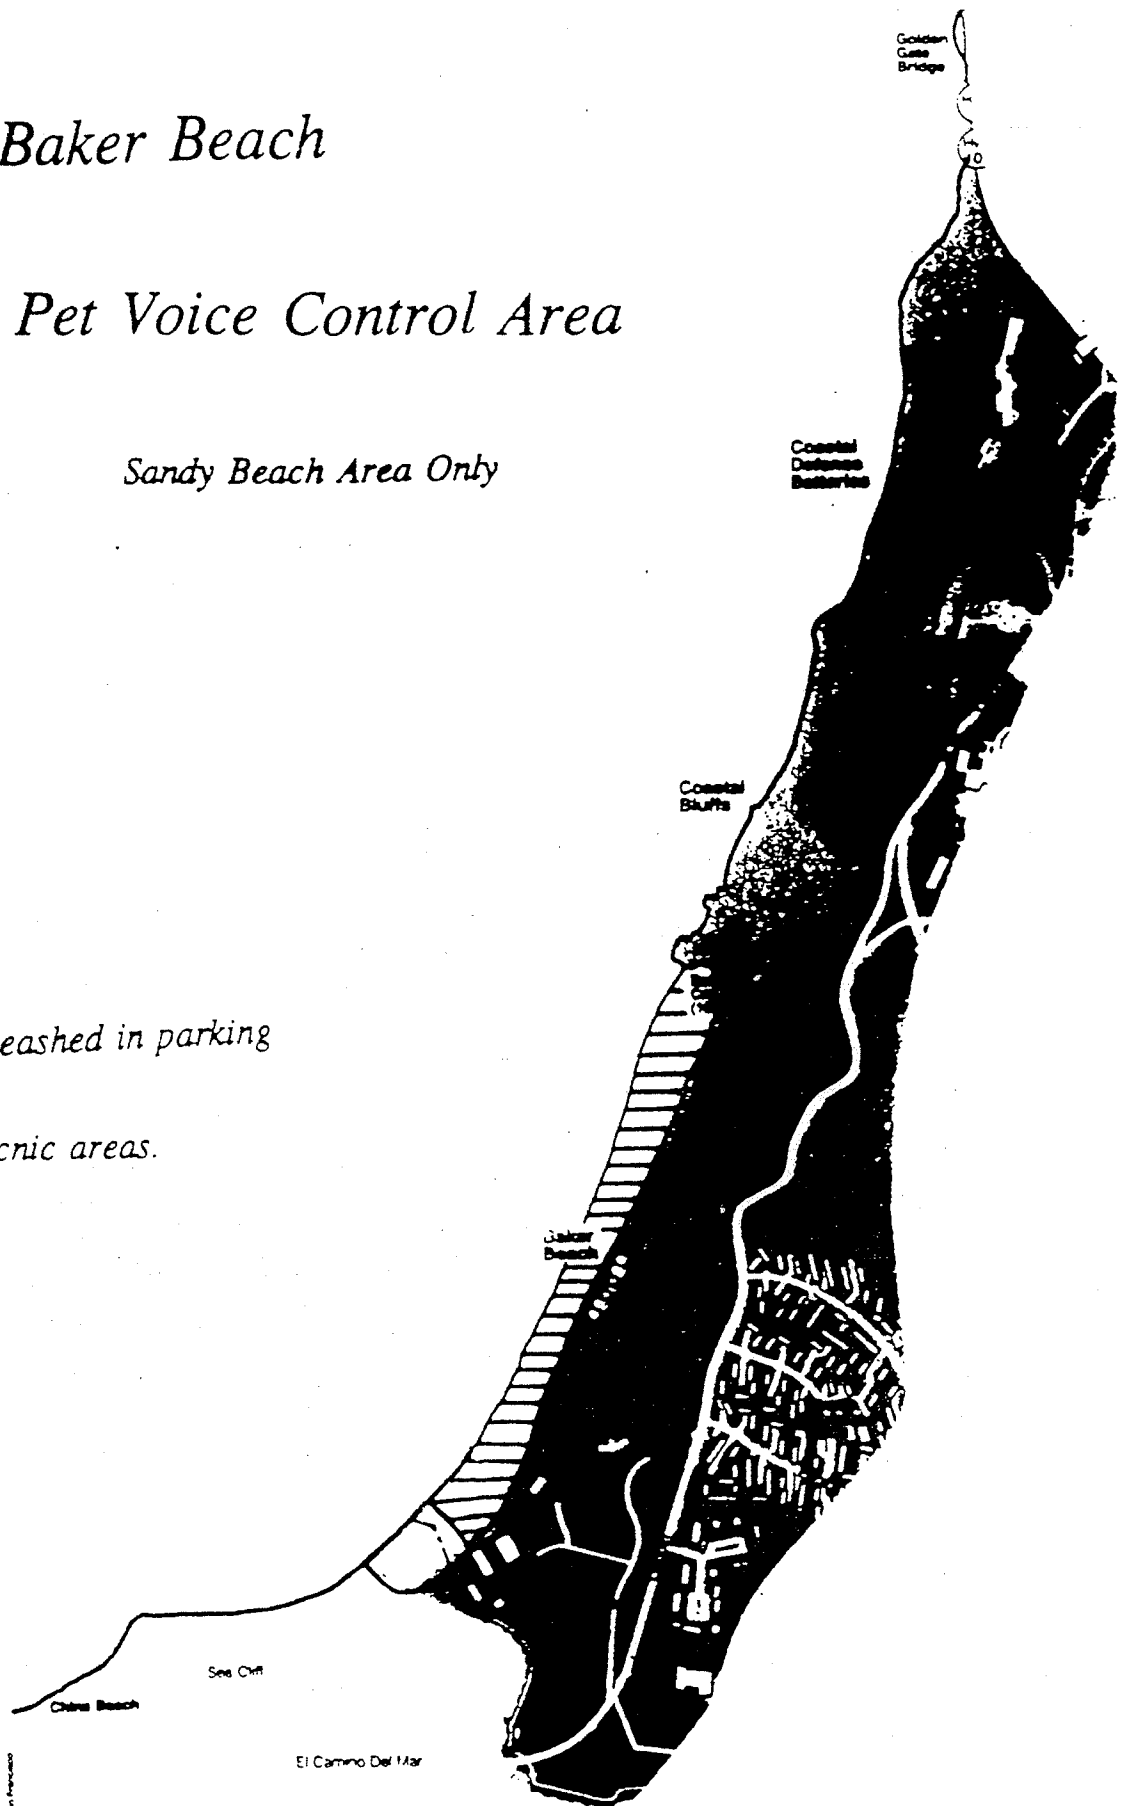 Golden
Gate
Bridge
Baker Beach
Pet Voice Control Area
Sandy Beach Area Only
Coastal
Defense
Batteries
Coastal
Bluffs
eashed in parking
cnic areas.
Baker
Beach
Sea Cliff
China Beach
El Camino Del Mar
n Francisco